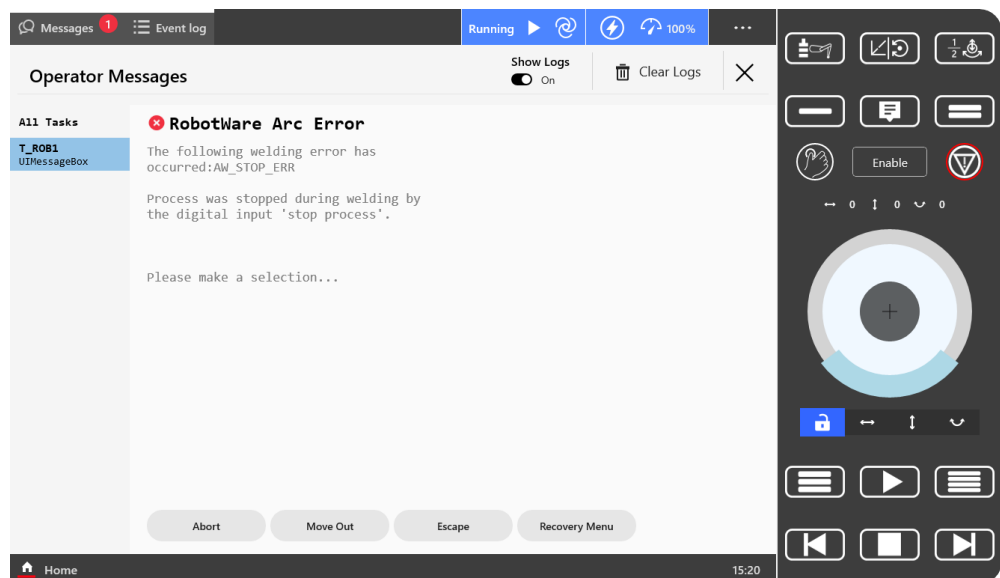 Messages 1 Event log Running 100% ...
Operator Messages Show Logs On Clear Logs
All Tasks
T_ROB1
UIMessageBox
RobotWare Arc Error
The following welding error has
occurred:AW_STOP_ERR
Process was stopped during welding by
the digital input 'stop process'.
Please make a selection...
Abort Move Out Escape Recovery Menu
Home 15:20
1
2
Enable
0 0 0